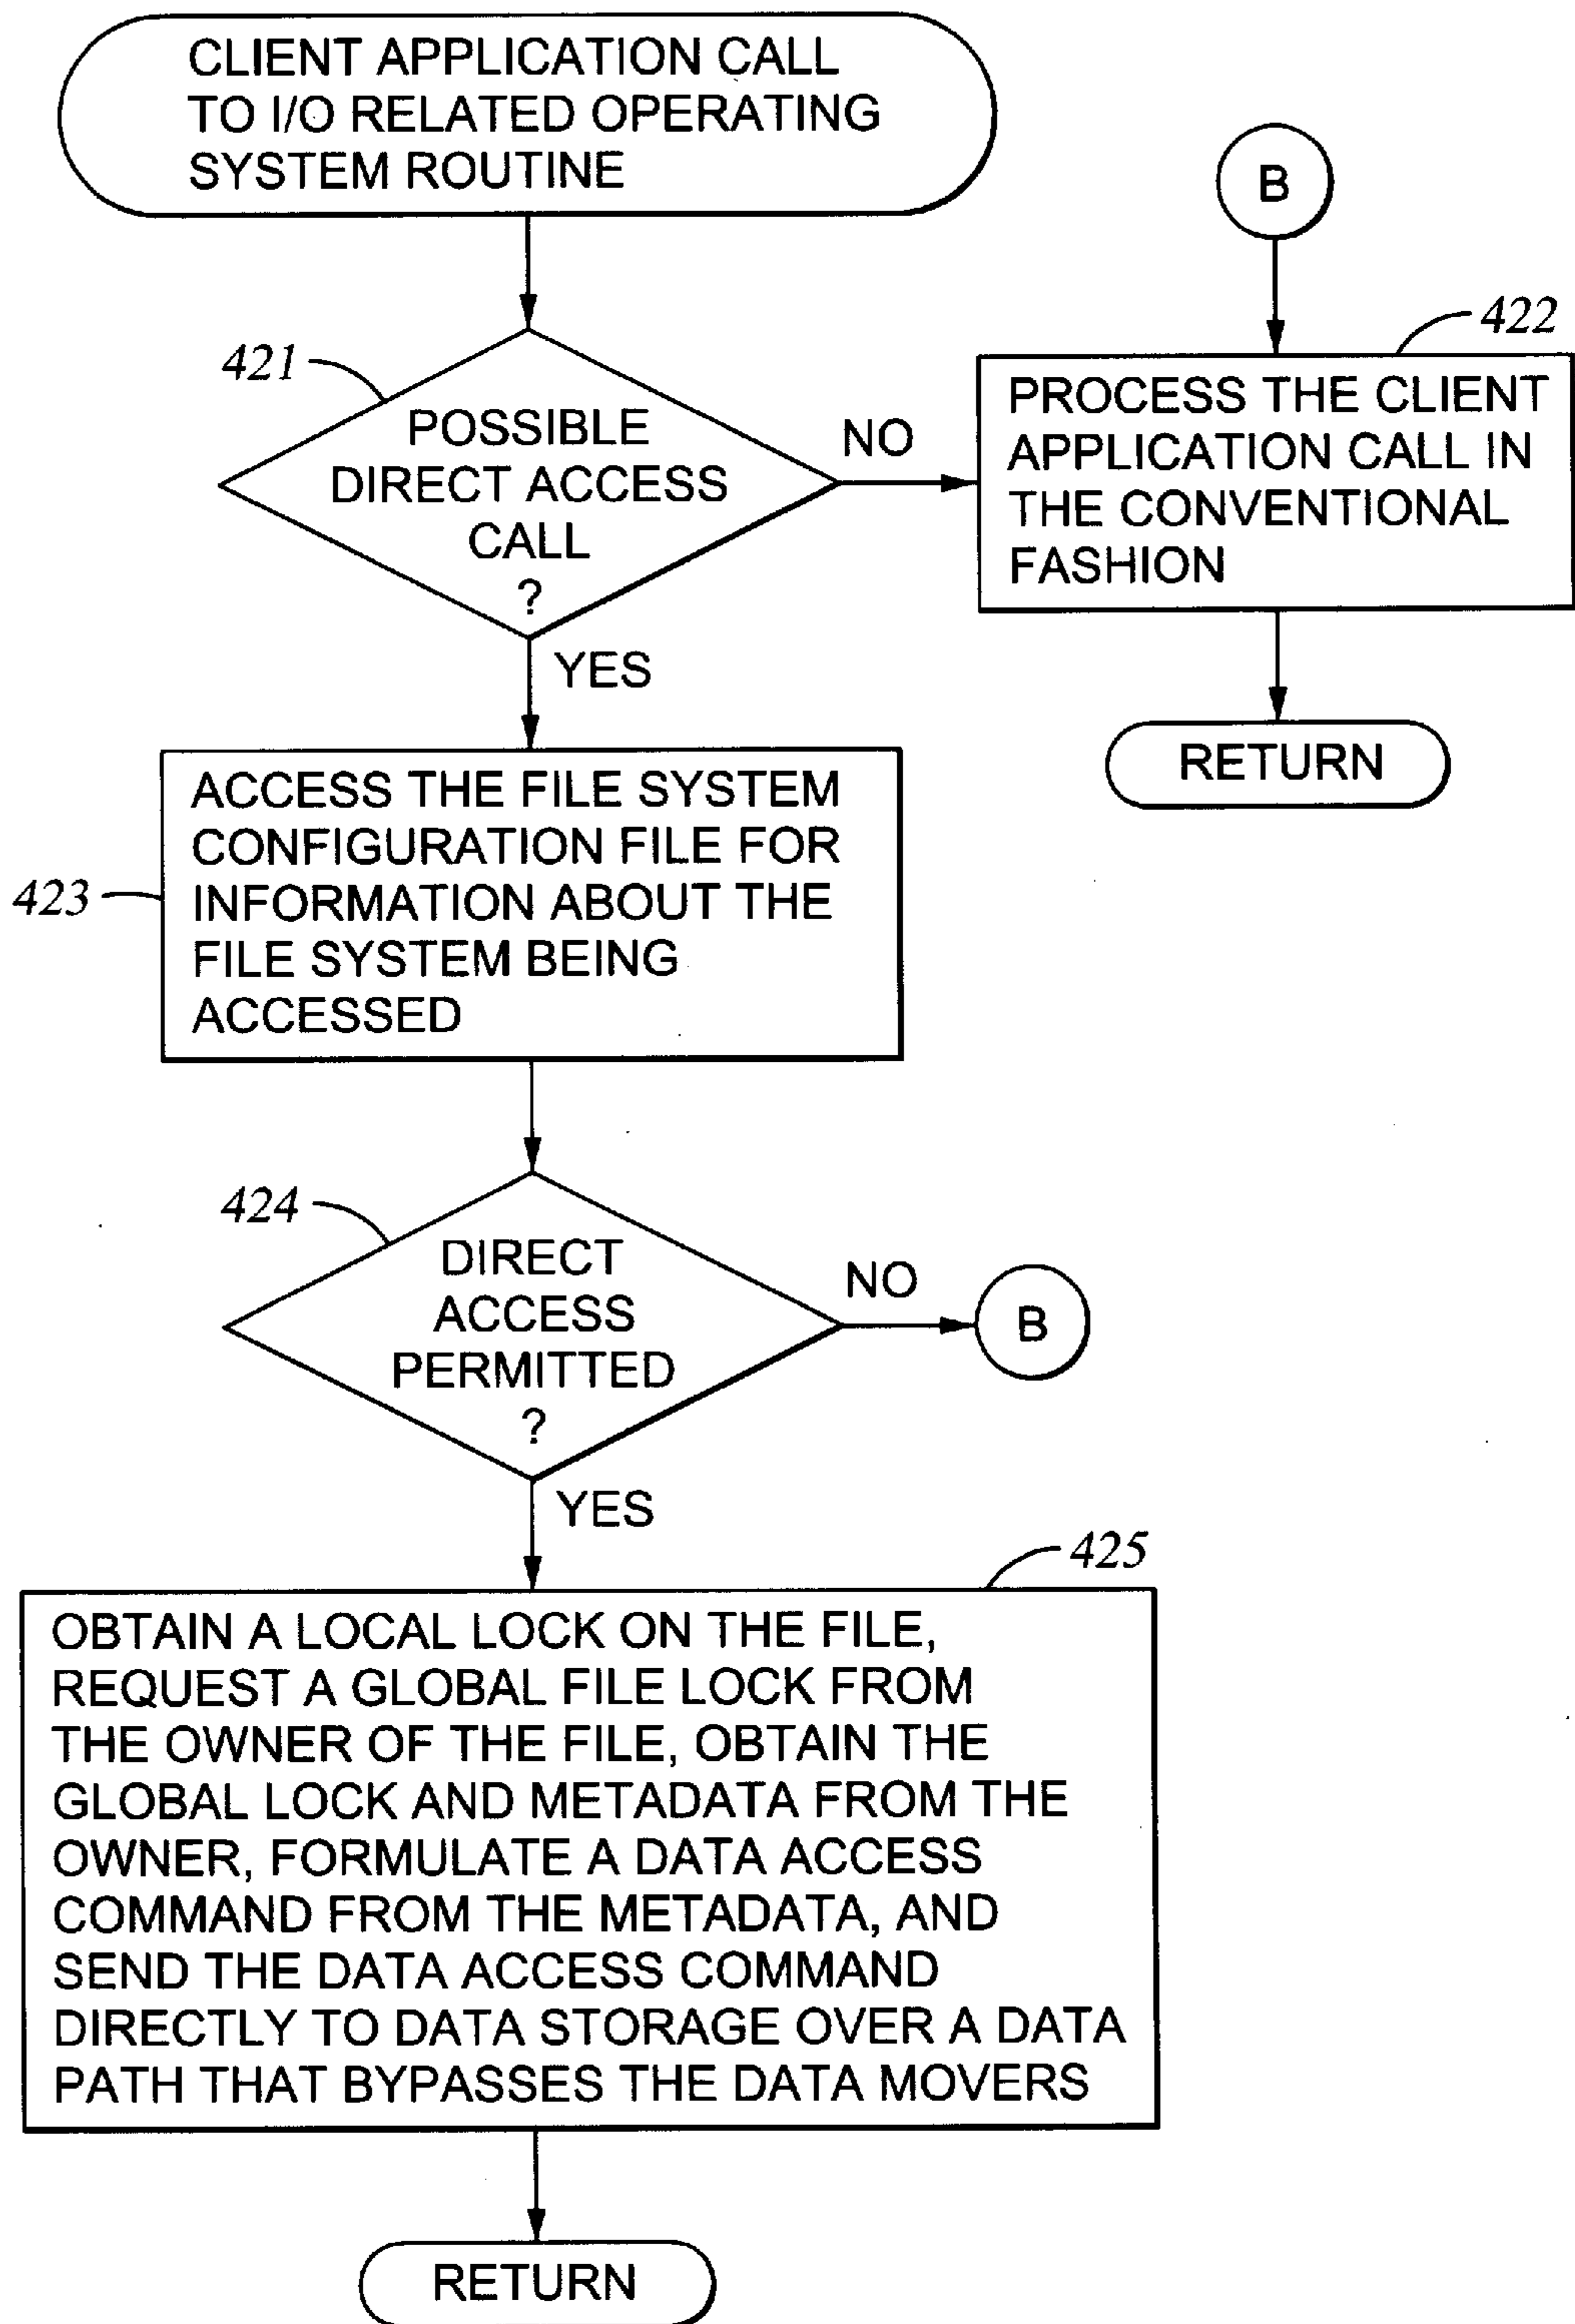 CLIENT APPLICATION CALL
TO I/O RELATED OPERATING
SYSTEM ROUTINE
B
421
POSSIBLE
DIRECT ACCESS
CALL
?
NO
422
PROCESS THE CLIENT
APPLICATION CALL IN
THE CONVENTIONAL
FASHION
YES
RETURN
423
ACCESS THE FILE SYSTEM
CONFIGURATION FILE FOR
INFORMATION ABOUT THE
FILE SYSTEM BEING
ACCESSED
424
DIRECT
ACCESS
PERMITTED
?
NO
B
YES
425
OBTAIN A LOCAL LOCK ON THE FILE,
REQUEST A GLOBAL FILE LOCK FROM
THE OWNER OF THE FILE, OBTAIN THE
GLOBAL LOCK AND METADATA FROM THE
OWNER, FORMULATE A DATA ACCESS
COMMAND FROM THE METADATA, AND
SEND THE DATA ACCESS COMMAND
DIRECTLY TO DATA STORAGE OVER A DATA
PATH THAT BYPASSES THE DATA MOVERS
RETURN